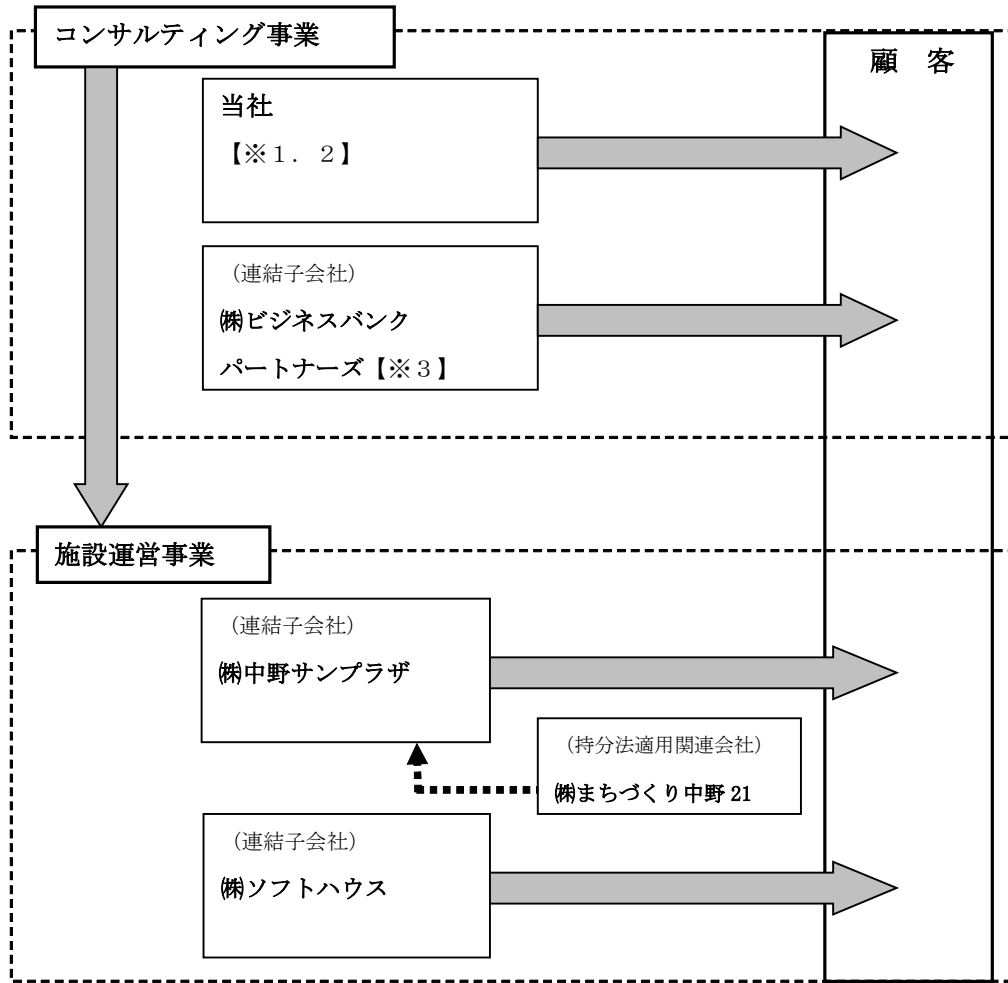 コンサルティング事業
顧　客
当社
【※１．２】
（連結子会社）
㈱ビジネスバンク
パートナーズ【※３】
施設運営事業
（連結子会社）
㈱中野サンプラザ
（持分法適用関連会社）
㈱まちづくり中野 21
（連結子会社）
㈱ソフトハウス